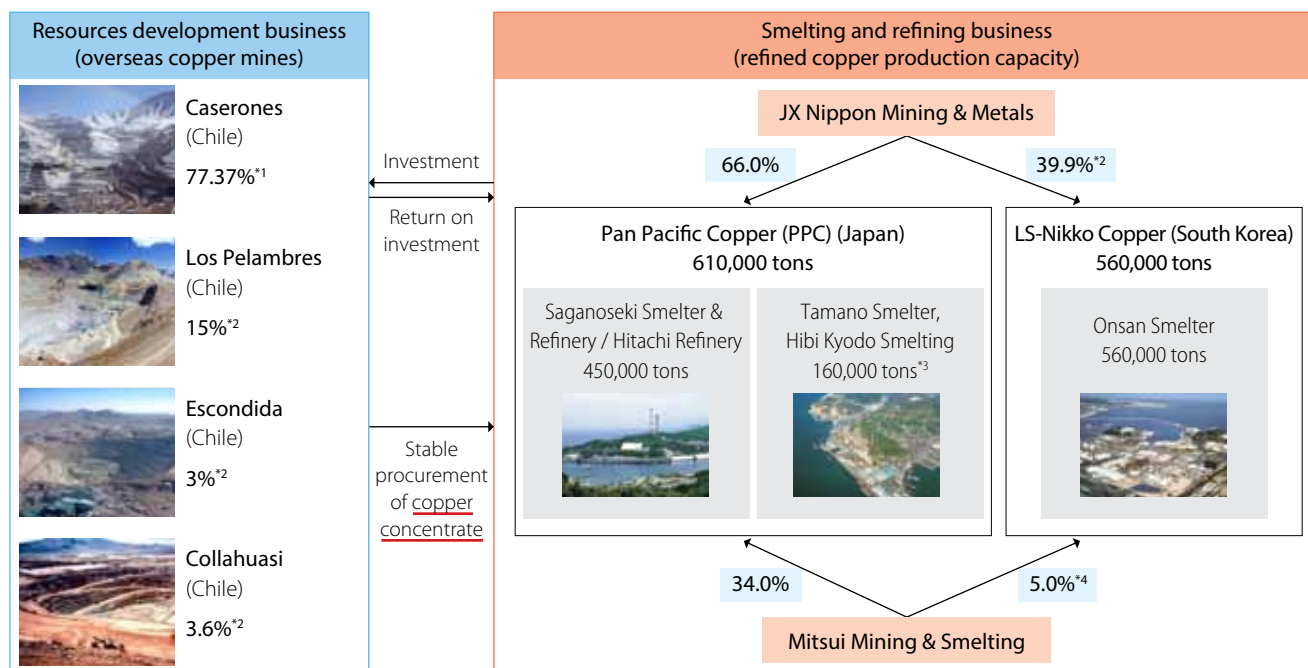 Resources development business
(overseas copper mines)
Caserones
(Chile)
77.37%*1
Los Pelambres
(Chile)
15%*2
Escondida
(Chile)
3%*2
Collahuasi
(Chile)
3.6%*2
Investment
Return on
investment
Stable
procurement
of copper
concentrate
Smelting and refining business
(refined copper production capacity)
JX Nippon Mining & Metals
66.0%
39.9%*2
Pan Pacific Copper (PPC) (Japan)
610,000 tons
Saganoseki Smelter &
Refinery / Hitachi Refinery
450,000 tons
Tamano Smelter,
Hibi Kyodo Smelting
160,000 tons*3
LS-Nikko Copper (South Korea)
560,000 tons
Onsan Smelter
560,000 tons
34.0%
5.0%*4
Mitsui Mining & Smelting